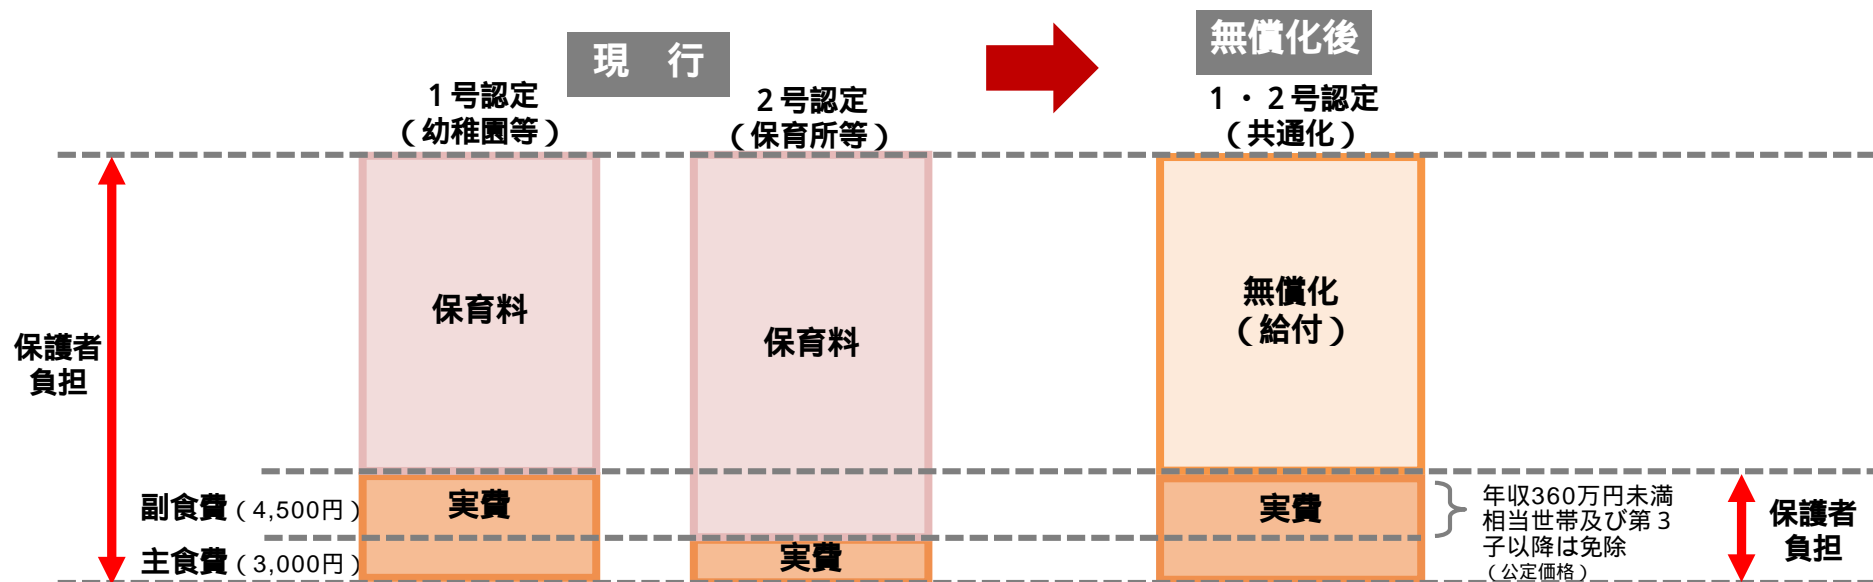 現　行
無償化後
１号認定
（幼稚園等）
２号認定
（保育所等）
１・２号認定
（共通化）
保育料
保育料
無償化
（給付）
保護者
負担
副食費（4,500円）
主食費（3,000円）
実費
実費
実費
年収360万円未満
相当世帯及び第３
子以降は免除
（公定価格）
保護者
負担